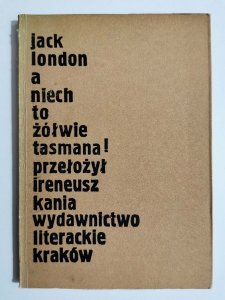 jack
london
a
niech
to
żółwie
tasmana!
przełożył
ireneusz
kania
wydawnictwo
literackie
kraków